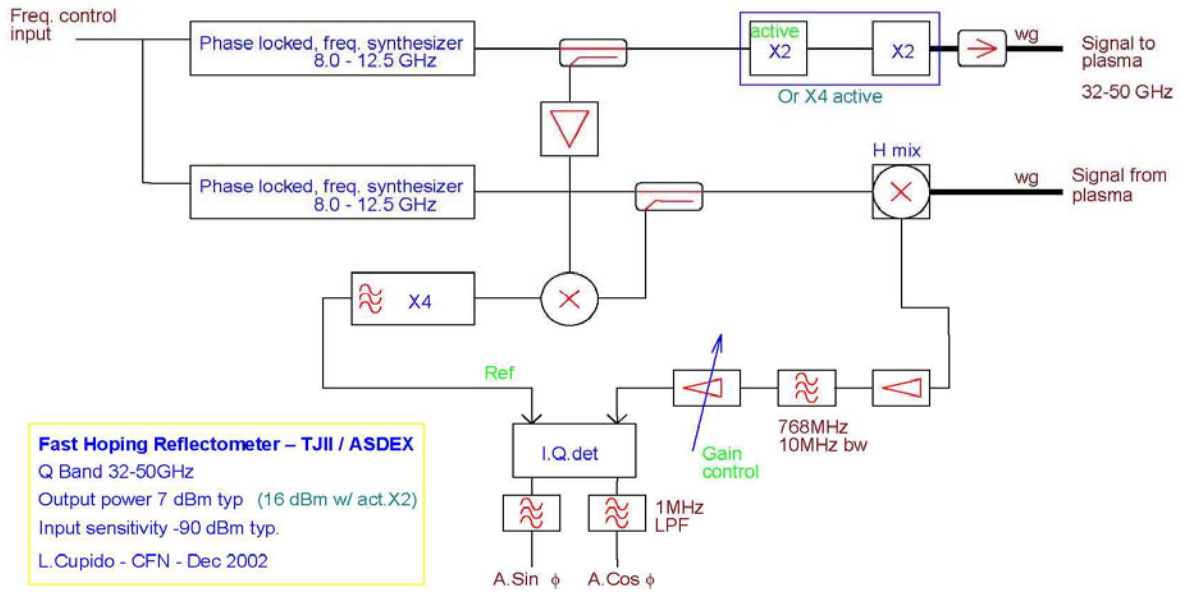 Freq. control
input
Phase locked, freq. synthesizer
8.0 - 12.5 GHz
active
X2
X2
Or X4 active
wg
Signal to
plasma
32-50 GHz
Phase locked, freq. synthesizer
8.0 - 12.5 GHz
H mix
wg
Signal from
plasma
X4
Ref
768MHz
10MHz bw
Gain
control
I.Q.det
1MHz
LPF
A.Sin ϕ
A.Cos ϕ
Fast Hoping Reflectometer – TJII / ASDEX
Q Band 32-50GHz
Output power 7 dBm typ (16 dBm w/ act.X2)
Input sensitivity -90 dBm typ.
L.Cupido - CFN - Dec 2002